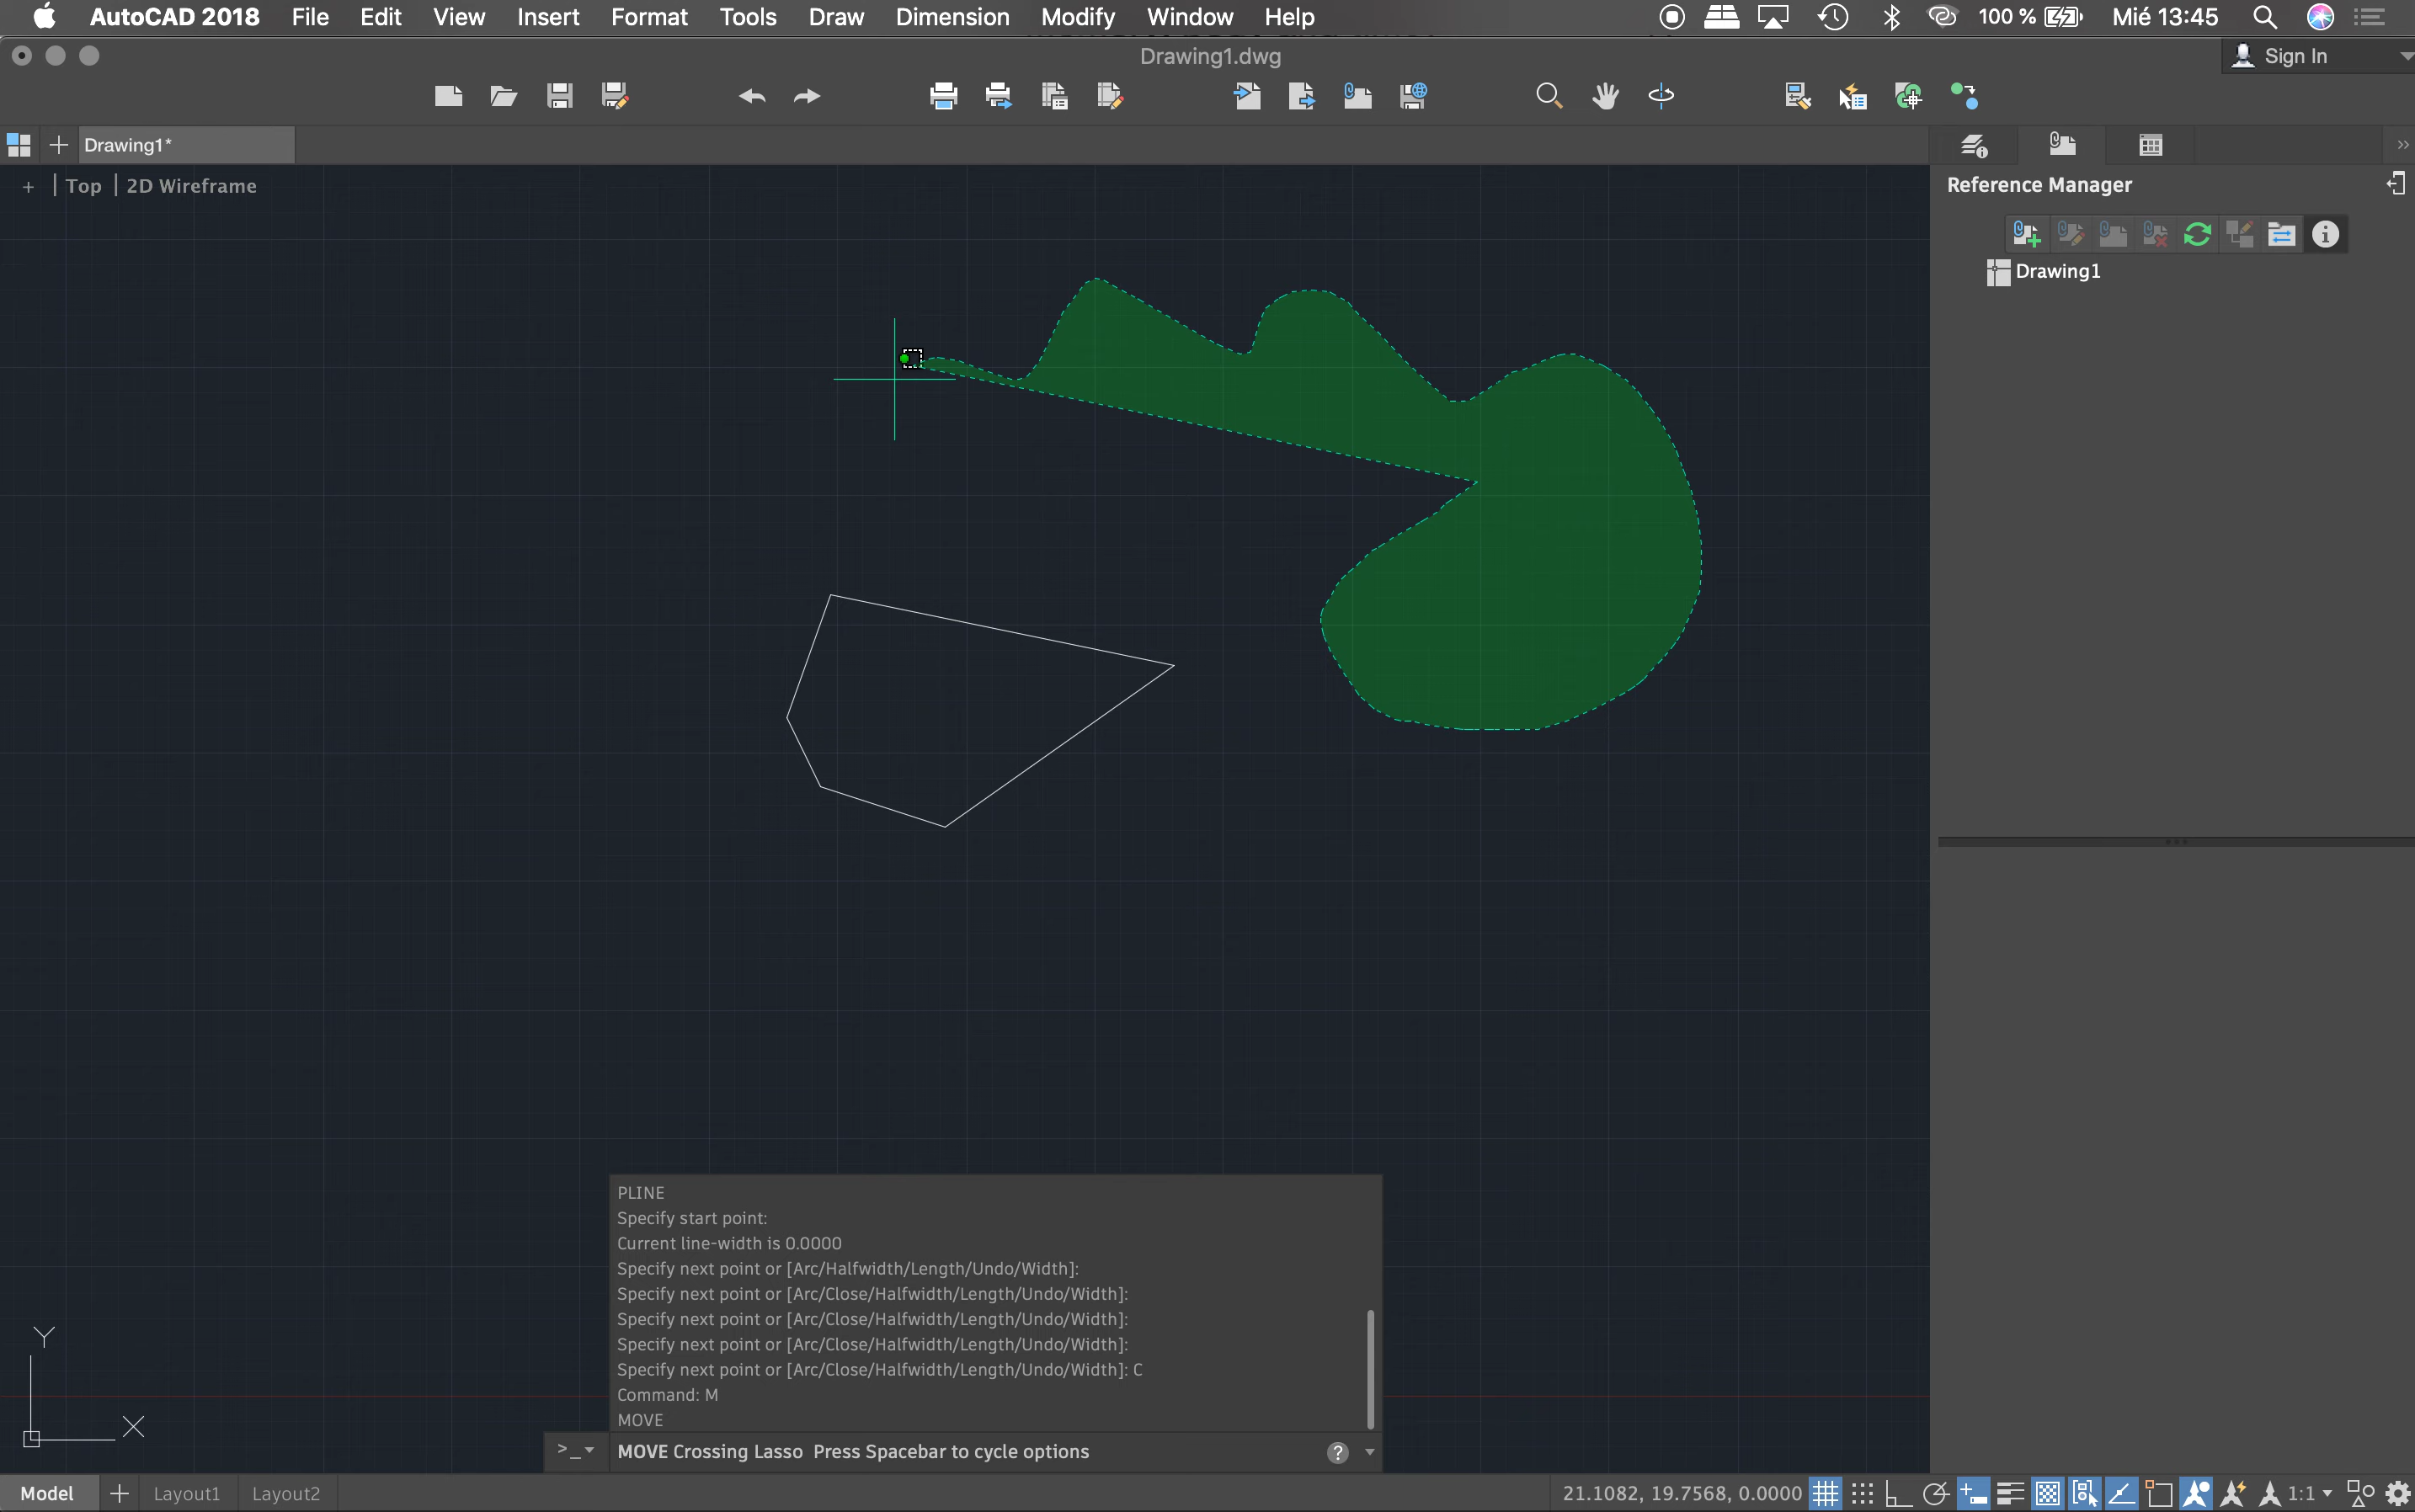 AutoCAD 2018 File Edit View Insert Format Tools Draw Dimension Modify Window Help 100 % Mié 13:45
Drawing1.dwg
Sign In
Drawing1*
+ | Top | 2D Wireframe
Reference Manager
Drawing1
PLINE
Specify start point:
Current line-width is 0.0000
Specify next point or [Arc/Halfwidth/Length/Undo/Width]:
Specify next point or [Arc/Close/Halfwidth/Length/Undo/Width]:
Specify next point or [Arc/Close/Halfwidth/Length/Undo/Width]:
Specify next point or [Arc/Close/Halfwidth/Length/Undo/Width]:
Specify next point or [Arc/Close/Halfwidth/Length/Undo/Width]: C
Command: M
MOVE
Y
X
>_ MOVE Crossing Lasso Press Spacebar to cycle options ?
Model + Layout1 Layout2 21.1082, 19.7568, 0.0000 1:1